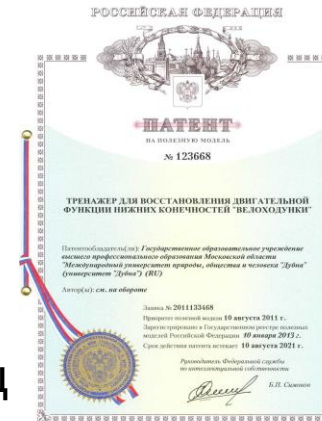 РОССИЙСКАЯ ФЕДЕРАЦИЯ
ПАТЕНТ
НА ПОЛЕЗНУЮ МОДЕЛЬ
№ 123668
ТРЕНАЖЕР ДЛЯ ВОССТАНОВЛЕНИЯ ДВИГАТЕЛЬНОЙ
ФУНКЦИИ НИЖНИХ КОНЕЧНОСТЕЙ "ВЕЛОХОДУНКИ"
Патентообладатель(ли): Государственное образовательное учреждение
высшего профессионального образования Московской области
"Международный университет природы, общества и человека "Дубна"
(университет "Дубна") (RU)
Автор(ы): см. на обороте
Заявка № 2011133468
Приоритет полезной модели 10 августа 2011 г.
Зарегистрировано в Государственном реестре полезных
моделей Российской Федерации 10 января 2013 г.
Срок действия патента истекает 10 августа 2021 г.
Руководитель Федеральной службы
по интеллектуальной собственности
Б.П. Симонов